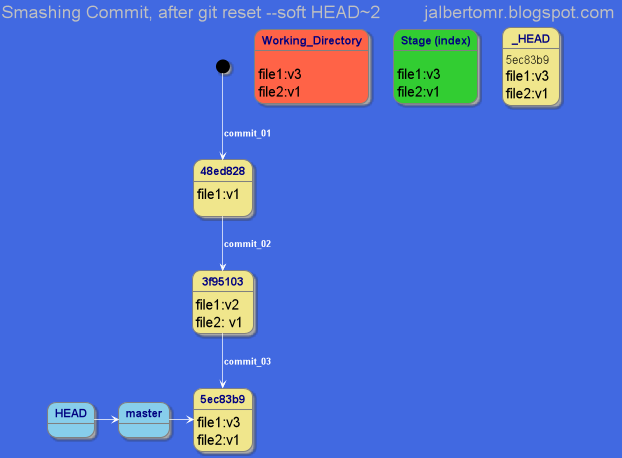 Smashing Commit, after git reset --soft HEAD~2 jalbertomr.blogspot.com
Working_Directory
file1:v3
file2:v1
Stage (index)
file1:v3
file2:v1
_HEAD
5ec83b9
file1:v3
file2:v1
commit_01
48ed828
file1:v1
commit_02
3f95103
file1:v2
file2: v1
commit_03
HEAD
master
5ec83b9
file1:v3
file2:v1